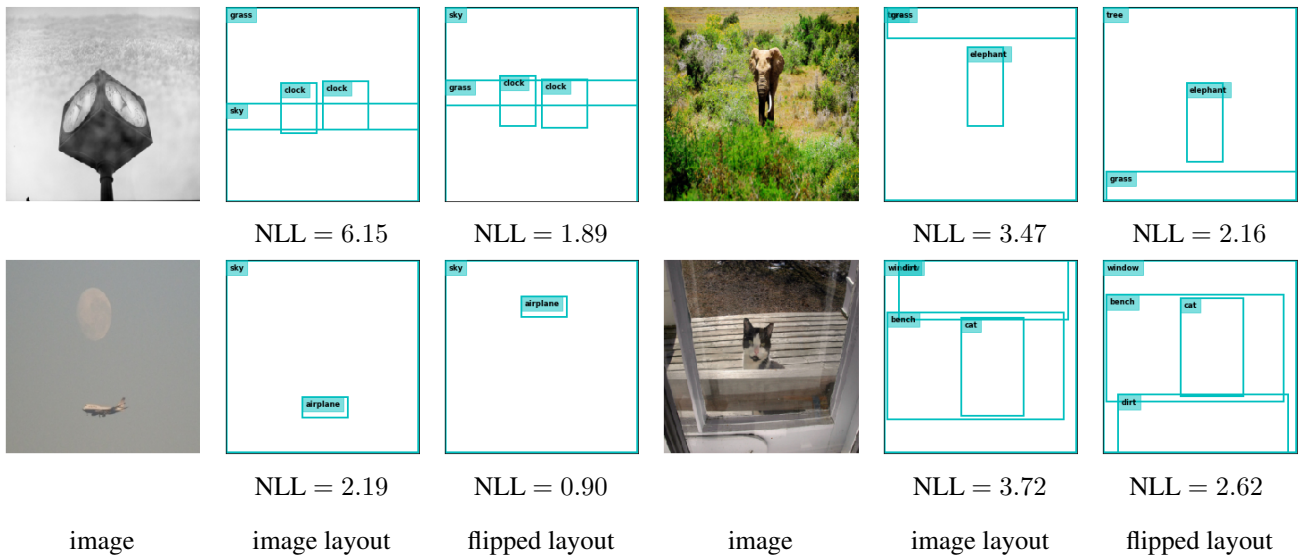 grass
clock
clock
sky
NLL = 6.15
sky
clock
clock
grass
NLL = 1.89
grass
elephant
NLL = 3.47
tree
elephant
grass
NLL = 2.16
sky
airplane
NLL = 2.19
sky
airplane
NLL = 0.90
dirt
bench
cat
NLL = 3.72
window
bench
cat
dirt
NLL = 2.62
image image layout flipped layout image image layout flipped layout